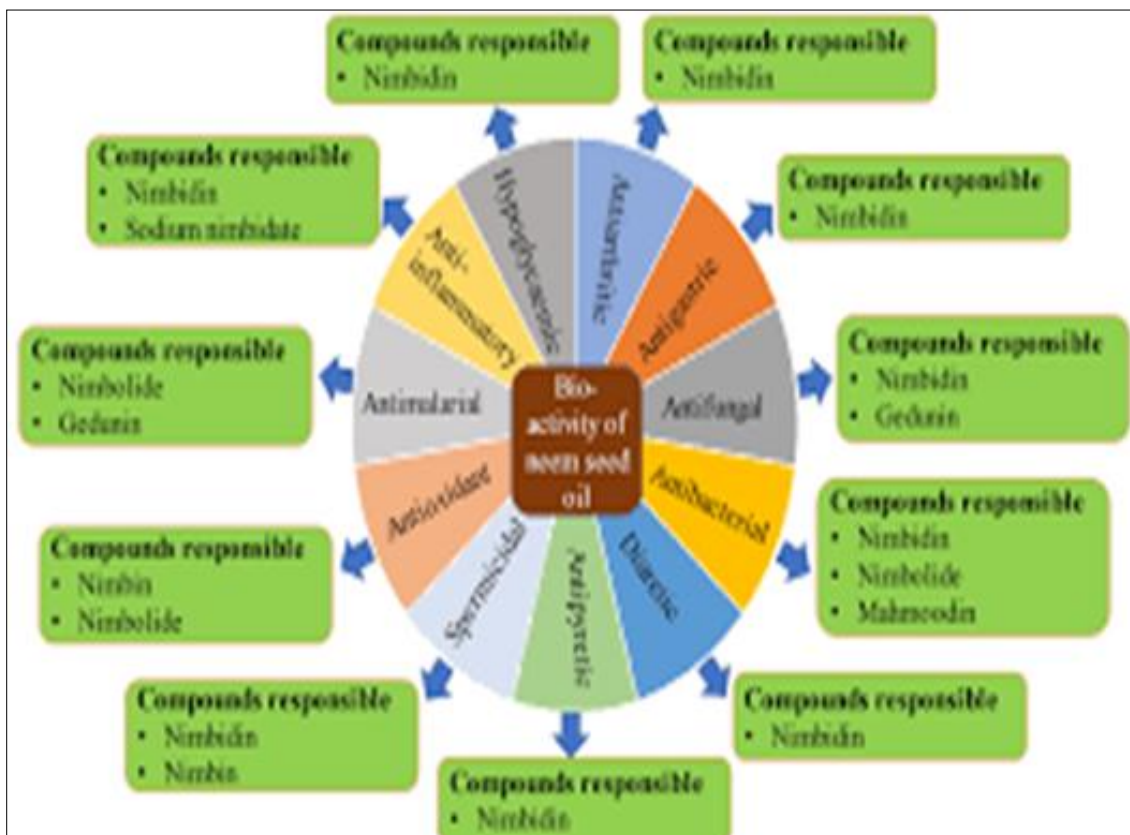 Compounds responsible
• Nimbidin
Compounds responsible
• Nimbidin
Compounds responsible
• Nimbidin
• Sodium nimbidate
Compounds responsible
• Nimbidin
Compounds responsible
• Nimbolide
• Gedunin
Compounds responsible
• Nimbidin
• Gedunin
Compounds responsible
• Nimbin
• Nimbolide
Compounds responsible
• Nimbidin
• Nimbolide
• Mahmoodin
Compounds responsible
• Nimbidin
• Nimbin
Compounds responsible
• Nimbidin
Compounds responsible
• Nimbidin
Hypoglycaemic
Antigastric
Antifungal
Antibacterial
Diuretic
Antipyretic
Spermicidal
Antioxidant
Antimalarial
Anti-
inflammatory
Bio-
activity of
neem seed
oil